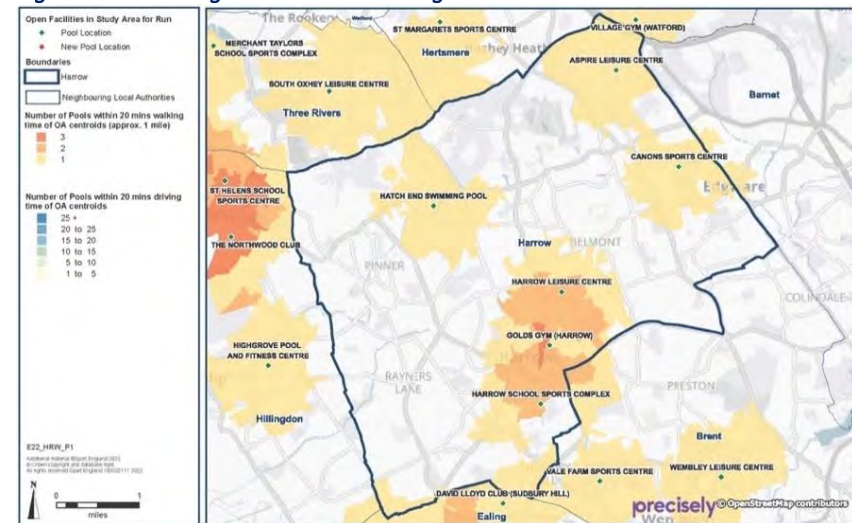 Open Facilities in Study Area for Run
Pool Location
New Pool Location
Boundaries
Harrow
Neighbouring Local Authorities
Number of Pools within 20 mins walking
time of OA centroids (approx. 1 mile)
3
2
1
Number of Pools within 20 mins driving
time of OA centroids
25 +
20 to 25
15 to 20
10 to 15
5 to 10
1 to 5
E22_HRW_P1
N
0 1
miles
The Rookery
Watford
ST MARGARETS SPORTS CENTRE
VILLAGE GYM (WATFORD)
MERCHANT TAYLORS
SCHOOL SPORTS COMPLEX
Hertsmere
ushey Heath
ASPIRE LEISURE CENTRE
SOUTH OXHEY LEISURE CENTRE
Barnet
Three Rivers
CANONS SPORTS CENTRE
ST HELENS SCHOOL
SPORTS CENTRE
HATCH END SWIMMING POOL
Edgware
THE NORTHWOOD CLUB
Harrow
BELMONT
PINNER
HARROW LEISURE CENTRE
COLINDALE
GOLDS GYM (HARROW)
HIGHGROVE POOL
AND FITNESS CENTRE
RAYNERS
LANE
PRESTON
HARROW SCHOOL SPORTS COMPLEX
Hillingdon
Brent
VALE FARM SPORTS CENTRE
WEMBLEY LEISURE CENTRE
DAVID LLOYD CLUB (SUDBURY HILL)
Ealing
Wem
precisely © OpenStreetMap contributors